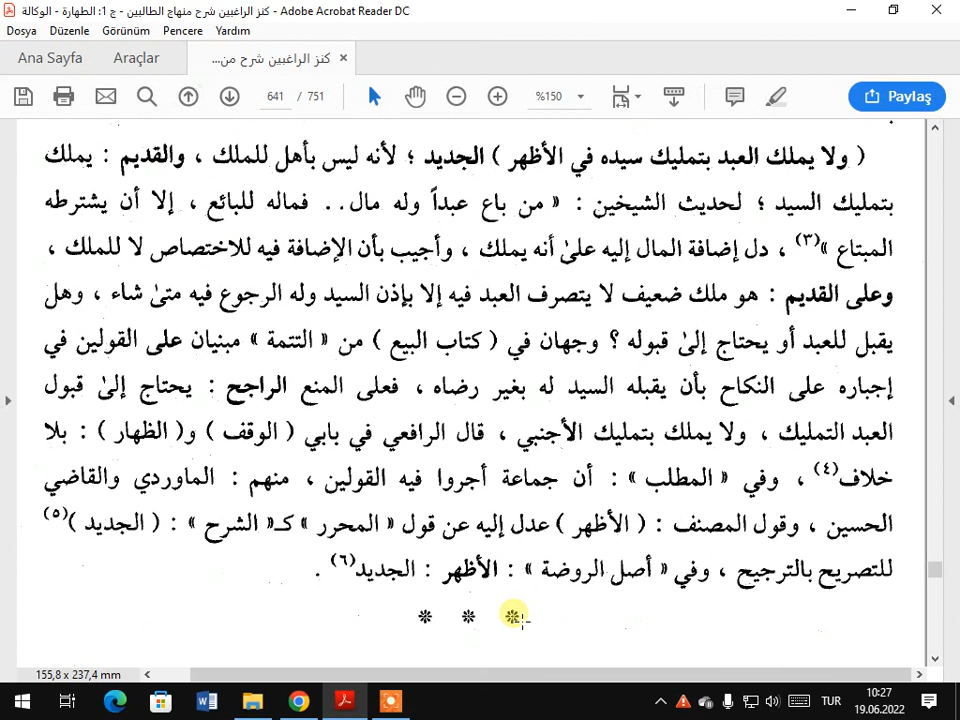 كنز الراغبين شرح منهاج الطالبين - ج 1: الطهارة - الوكالة - Adobe Acrobat Reader DC
Dosya Düzenle Görünüm Pencere Yardım
Ana Sayfa Araçlar كنز الراغبين شرح من... ×
641 / 751 %150 Paylaş
( ولا يملك العبد بتمليك سيده في الأظهر ) الجديد ؛ لأنه ليس بأهل للملك ، والقديم : يملك
بتمليك السيد ؛ لحديث الشيخين : « من باع عبداً وله مال .. فماله للبائع ، إلا أن يشترطه
المبتاع »(٣) ، دل إضافة المال إليه علىٰ أنه يملك ، وأجيب بأن الإضافة فيه للاختصاص لا للملك ،
وعلى القديم : هو ملك ضعيف لا يتصرف العبد فيه إلا بإذن السيد وله الرجوع فيه متىٰ شاء ، وهل
يقبل للعبد أو يحتاج إلىٰ قبوله ؟ وجهان في ( كتاب البيع ) من « التتمة » مبنيان على القولين في
إجباره على النكاح بأن يقبله السيد له بغير رضاه ، فعلى المنع الراجح : يحتاج إلىٰ قبول
العبد التمليك ، ولا يملك بتمليك الأجنبي ، قال الرافعي في بابي ( الوقف ) و( الظهار ) : بلا
خلاف(٤) ، وفي « المطلب » : أن جماعة أجروا فيه القولين ، منهم : الماوردي والقاضي
الحسين ، وقول المصنف : ( الأظهر ) عدل إليه عن قول « المحرر » كـ« الشرح » : ( الجديد )(٥)
للتصريح بالترجيح ، وفي « أصل الروضة » : الأظهر : الجديد(٦) .
* * *
155,8 x 237,4 mm
TUR 10:27
19.06.2022